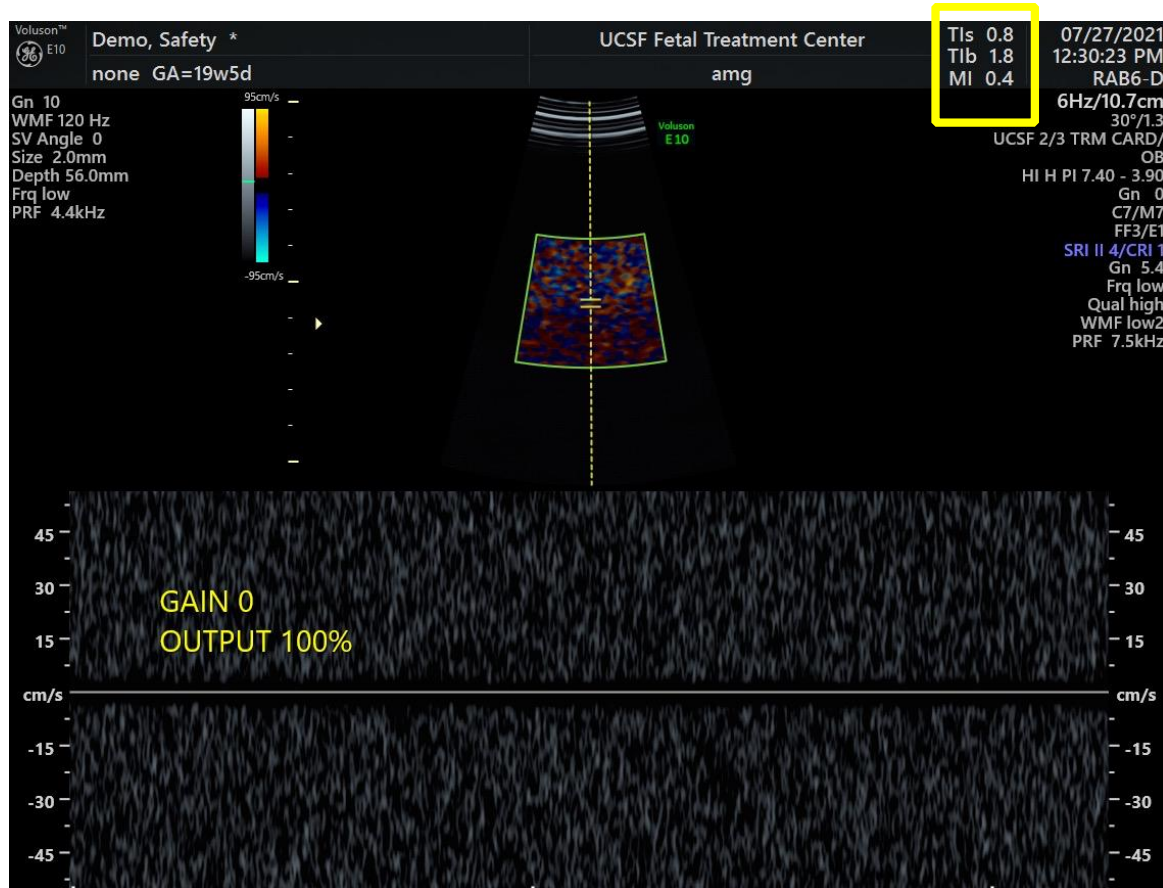 Voluson™
E10
Demo, Safety *
none GA=19w5d
UCSF Fetal Treatment Center
amg
TIs 0.8
TIb 1.8
MI 0.4
07/27/2021
12:30:23 PM
RAB6-D
Gn 10
WMF 120 Hz
SV Angle 0
Size 2.0mm
Depth 56.0mm
Frq low
PRF 4.4kHz
95cm/s
-95cm/s
Voluson
E10
6Hz/10.7cm
30°/1.3
UCSF 2/3 TRM CARD/
OB
HI H PI 7.40 - 3.90
Gn 0
C7/M7
FF3/E1
SRI II 4/CRI 1
Gn 5.4
Frq low
Qual high
WMF low2
PRF 7.5kHz
45
30
15
cm/s
-15
-30
-45
GAIN 0
OUTPUT 100%
45
30
15
cm/s
-15
-30
-45